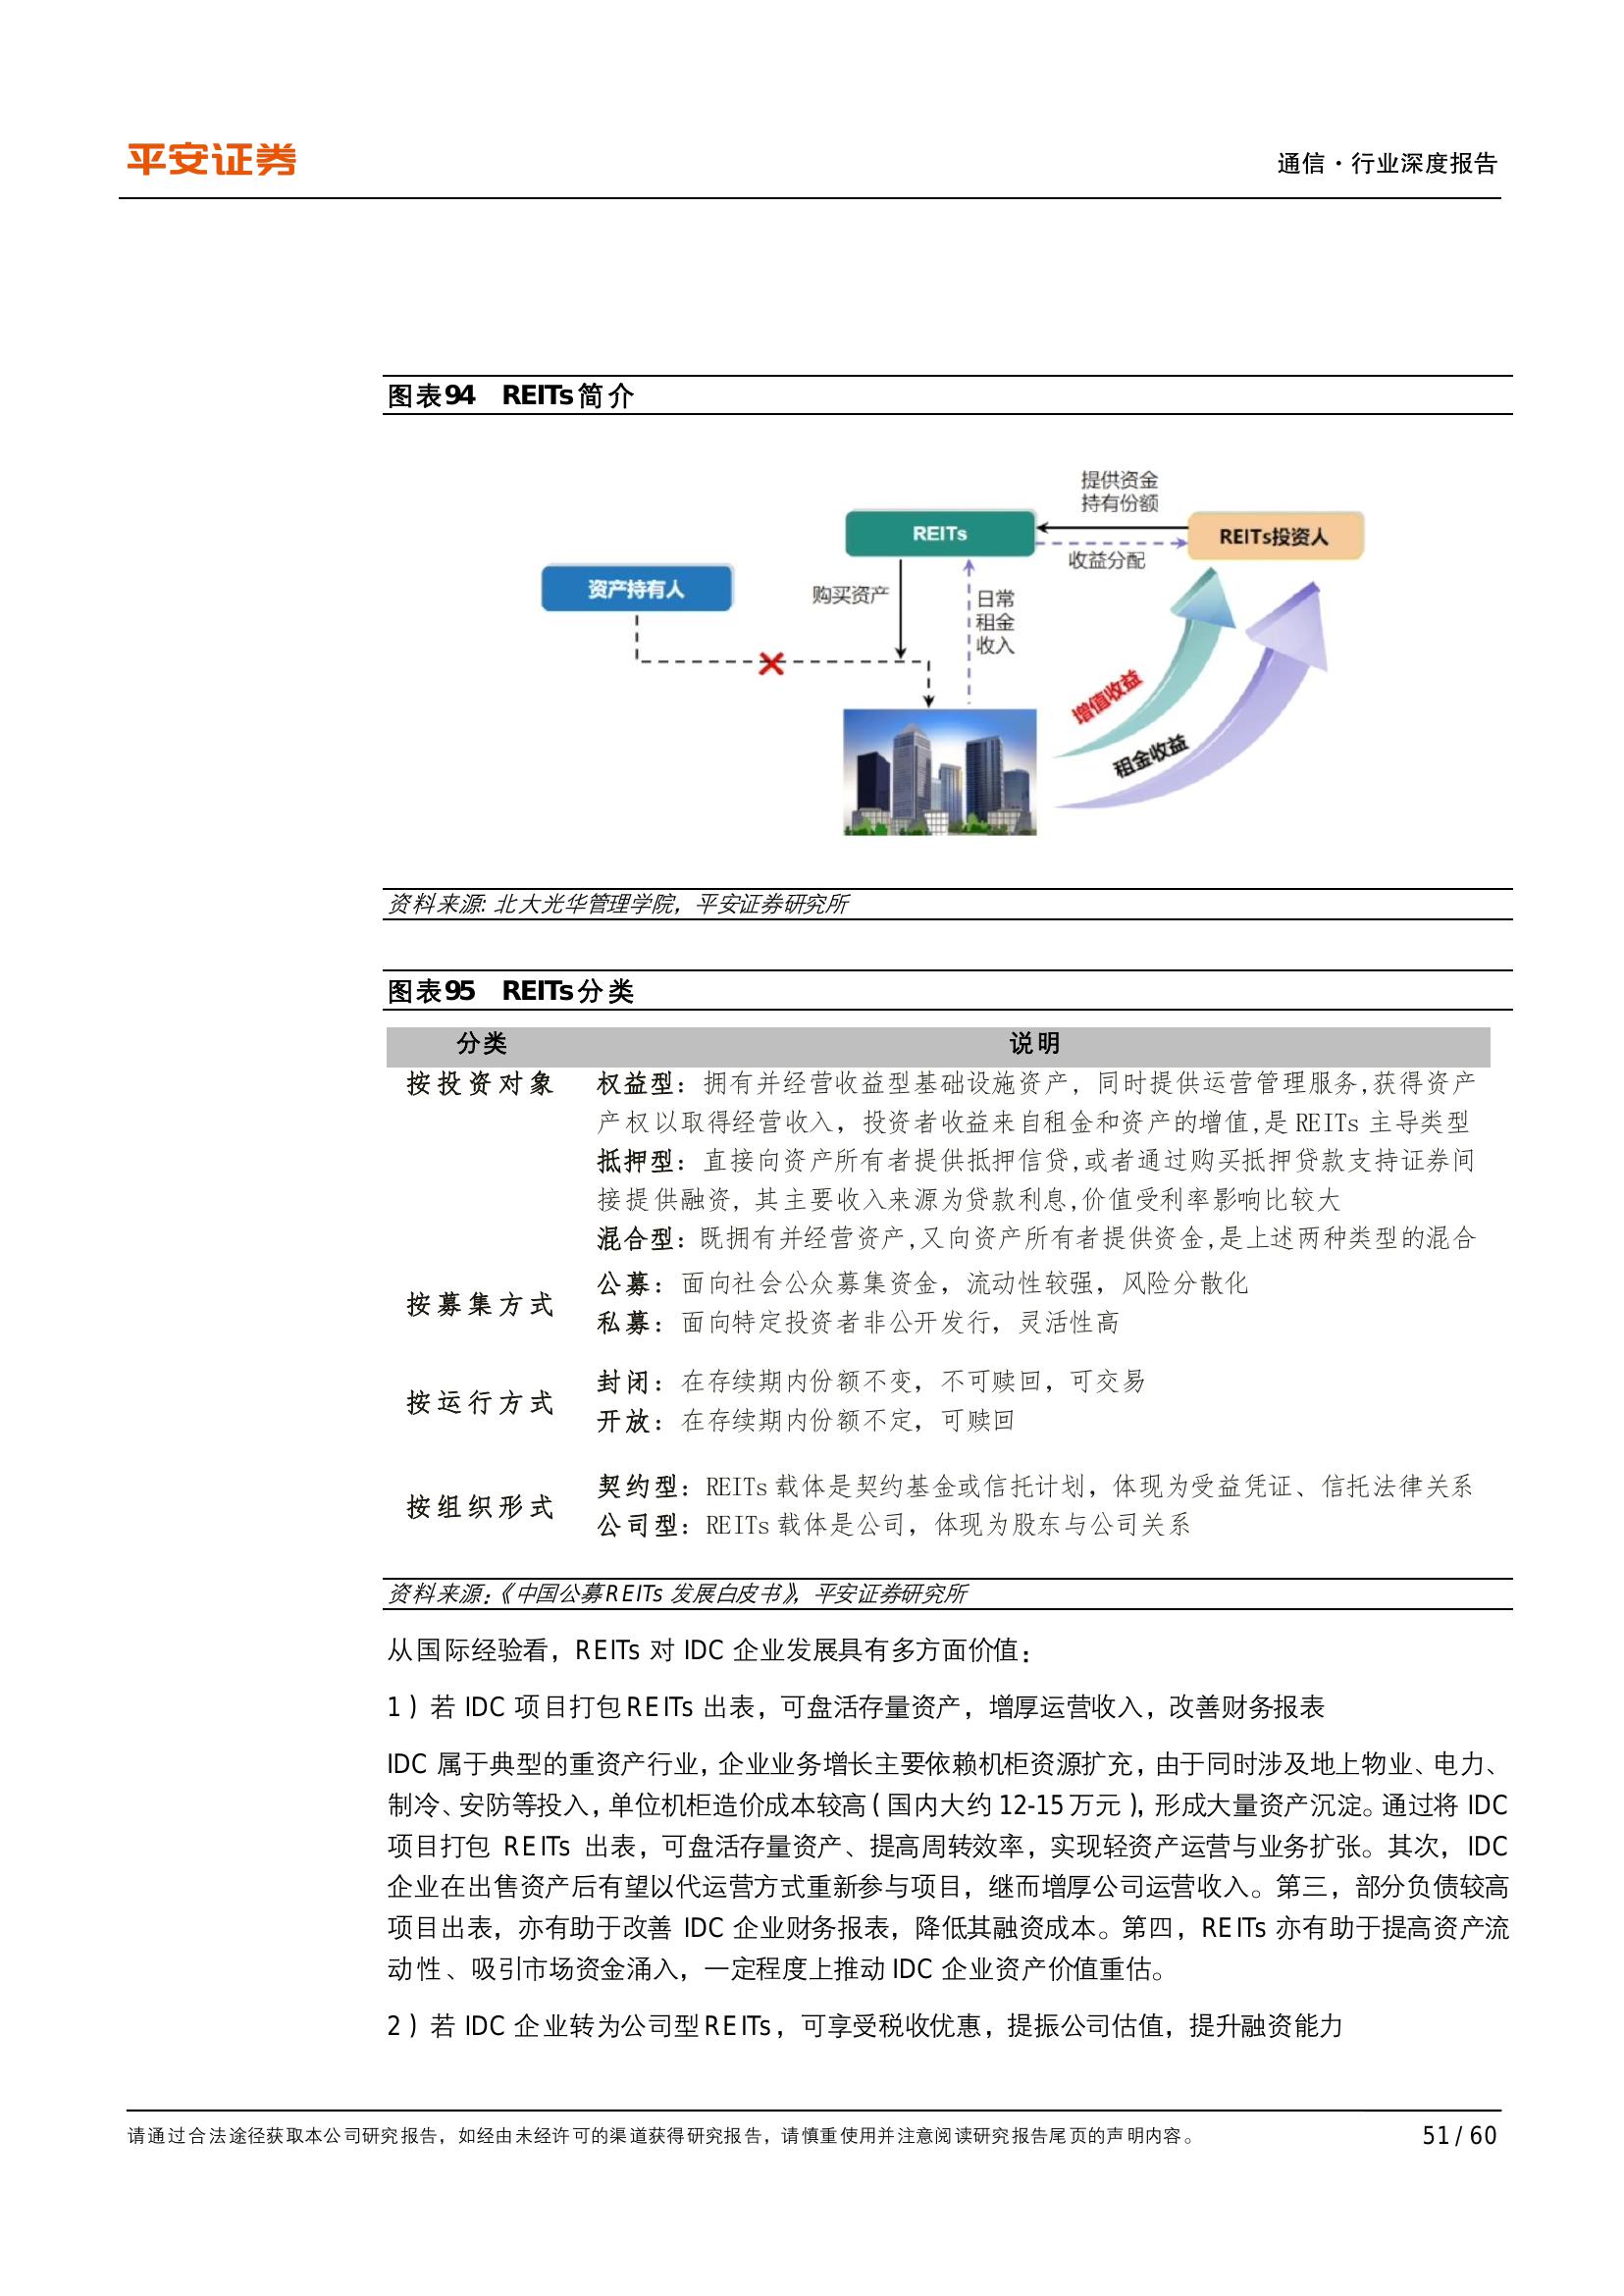 平安证券
通信·行业深度报告
图表94 REITs简介
提供资金
持有份额
REITs
REITs投资人
收益分配
资产持有人
购买资产
日常
租金
收入
增值收益
租金收益
资料来源: 北大光华管理学院，平安证券研究所
图表95 REITs分类
分类 说明
按投资对象 权益型：拥有并经营收益型基础设施资产，同时提供运营管理服务,获得资产
产权以取得经营收入，投资者收益来自租金和资产的增值,是 REITs 主导类型
抵押型：直接向资产所有者提供抵押信贷,或者通过购买抵押贷款支持证券间
接提供融资，其主要收入来源为贷款利息,价值受利率影响比较大
混合型：既拥有并经营资产,又向资产所有者提供资金,是上述两种类型的混合
按募集方式
公募：面向社会公众募集资金，流动性较强，风险分散化
私募：面向特定投资者非公开发行，灵活性高
按运行方式
封闭：在存续期内份额不变，不可赎回，可交易
开放：在存续期内份额不定，可赎回
按组织形式
契约型：REITs 载体是契约基金或信托计划，体现为受益凭证、信托法律关系
公司型：REITs 载体是公司，体现为股东与公司关系
资料来源：《中国公募REITs 发展白皮书》，平安证券研究所
从国际经验看，REITs 对 IDC 企业发展具有多方面价值：
1）若 IDC 项目打包 REITs 出表，可盘活存量资产，增厚运营收入，改善财务报表
IDC 属于典型的重资产行业，企业业务增长主要依赖机柜资源扩充，由于同时涉及地上物业、电力、
制冷、安防等投入，单位机柜造价成本较高（国内大约 12-15 万元），形成大量资产沉淀。通过将 IDC
项目打包 REITs 出表，可盘活存量资产、提高周转效率，实现轻资产运营与业务扩张。其次，IDC
企业在出售资产后有望以代运营方式重新参与项目，继而增厚公司运营收入。第三，部分负债较高
项目出表，亦有助于改善 IDC 企业财务报表，降低其融资成本。第四，REITs 亦有助于提高资产流
动性、吸引市场资金涌入，一定程度上推动 IDC 企业资产价值重估。
2）若 IDC 企业转为公司型 REITs，可享受税收优惠，提振公司估值，提升融资能力
请通过合法途径获取本公司研究报告，如经由未经许可的渠道获得研究报告，请慎重使用并注意阅读研究报告尾页的声明内容。
51 / 60